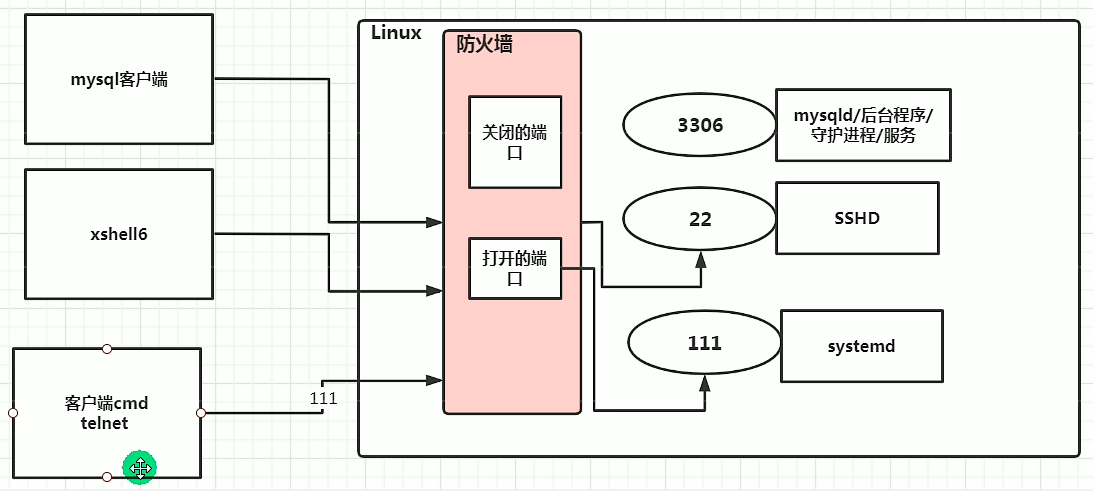 mysql客户端
xshell6
客户端cmd
telnet
111
Linux
防火墙
关闭的端
口
打开的端
口
3306
mysqld/后台程序/
守护进程/服务
22
SSHD
111
systemd